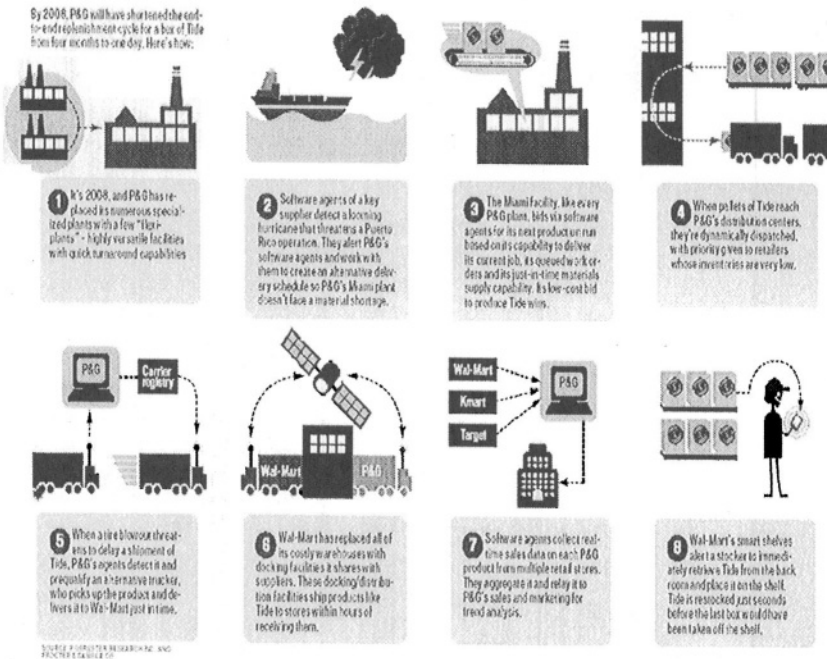 By 2008, P&G will have shortened the end-
to-end replenishment cycle for a box of Tide
from four months to one day. Here's how:
1 It's 2008, and P&G has re-
placed its numerous special-
ized plants with a few "flexi-
plants" - highly versatile facilities
with quick turnaround capabilities
2 Software agents of a key
supplier detect a looming
hurricane that threatens a Puerto
Rico operation. They alert P&G's
software agents and work with
them to create an alternative deliv-
ery schedule so P&G's Miami plant
doesn't face a material shortage.
3 The Miami facility, like every
P&G plant, bids via software
agents for its next production run
based on its capability to deliver
its current job, its queued work or-
ders and its just-in-time materials
supply capability. Its low-cost bid
to produce Tide wins.
4 When pallets of Tide reach
P&G's distribution centers,
they're dynamically dispatched,
with priority given to retailers
whose inventories are very low.
P&G
Carrier
registry
Wal-Mart
P&G
Wal-Mart
Kmart
Target
P&G
5 When a tire blowout threat-
ens to delay a shipment of
Tide, P&G's agents detect it and
prequalify an alternative trucker,
who picks up the product and de-
livers it to Wal-Mart just in time.
6 Wal-Mart has replaced all of
its costly warehouses with
docking facilities it shares with
suppliers. These docking/distribu-
tion facilities ship products like
Tide to stores within hours of
receiving them.
7 Software agents collect real-
time sales data on each P&G
product from multiple retail stores.
They aggregate it and relay it to
P&G's sales and marketing for
trend analysis.
8 Wal-Mart's smart shelves
alert a stocker to immedi-
ately retrieve Tide from the back
room and place it on the shelf.
Tide is restocked just seconds
before the last box would have
been taken off the shelf.
SOURCE: FORRESTER RESEARCH INC. AND
PROCTER & GAMBLE CO.